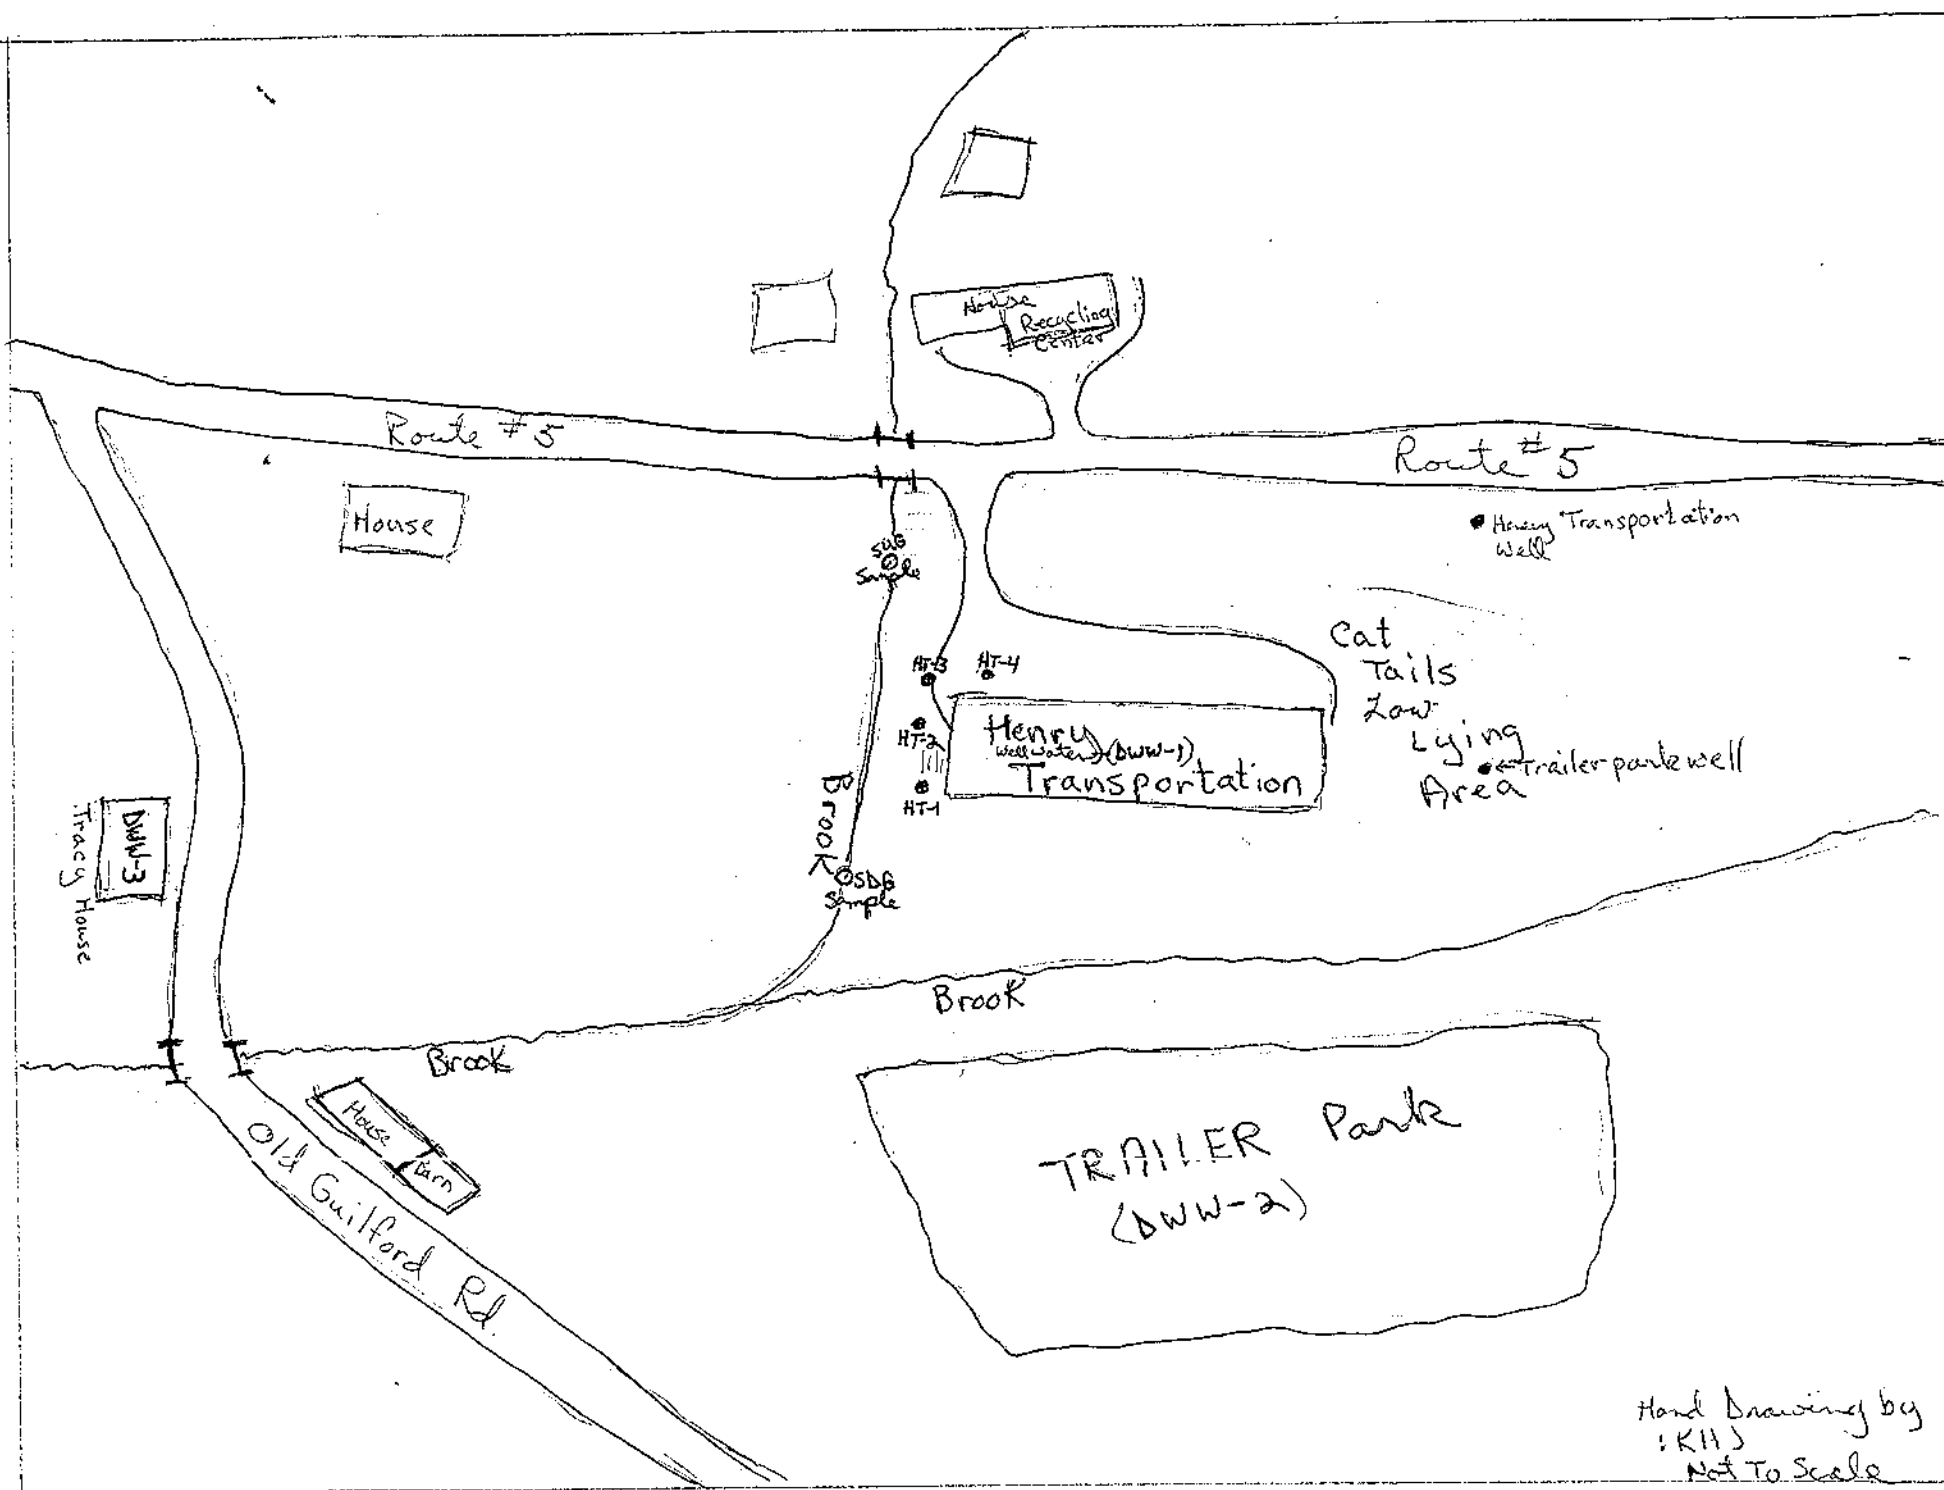 House
Recycling
Center
Route #5
Route #5
House
Henry Transportation
Well
SUG
Sample
Cat
Tails
Low
Lying
Area
HT-3
HT-4
HT-2
HT-1
Henry
Well water (DWW-1)
Transportation
Trailer park well
Brook
DWW-3
Tracy House
SDG
Sample
Brook
Brook
House
Barn
Old Guilford Rd.
TRAILER Park
(DWW-2)
Hand Drawing by
Not To Scale